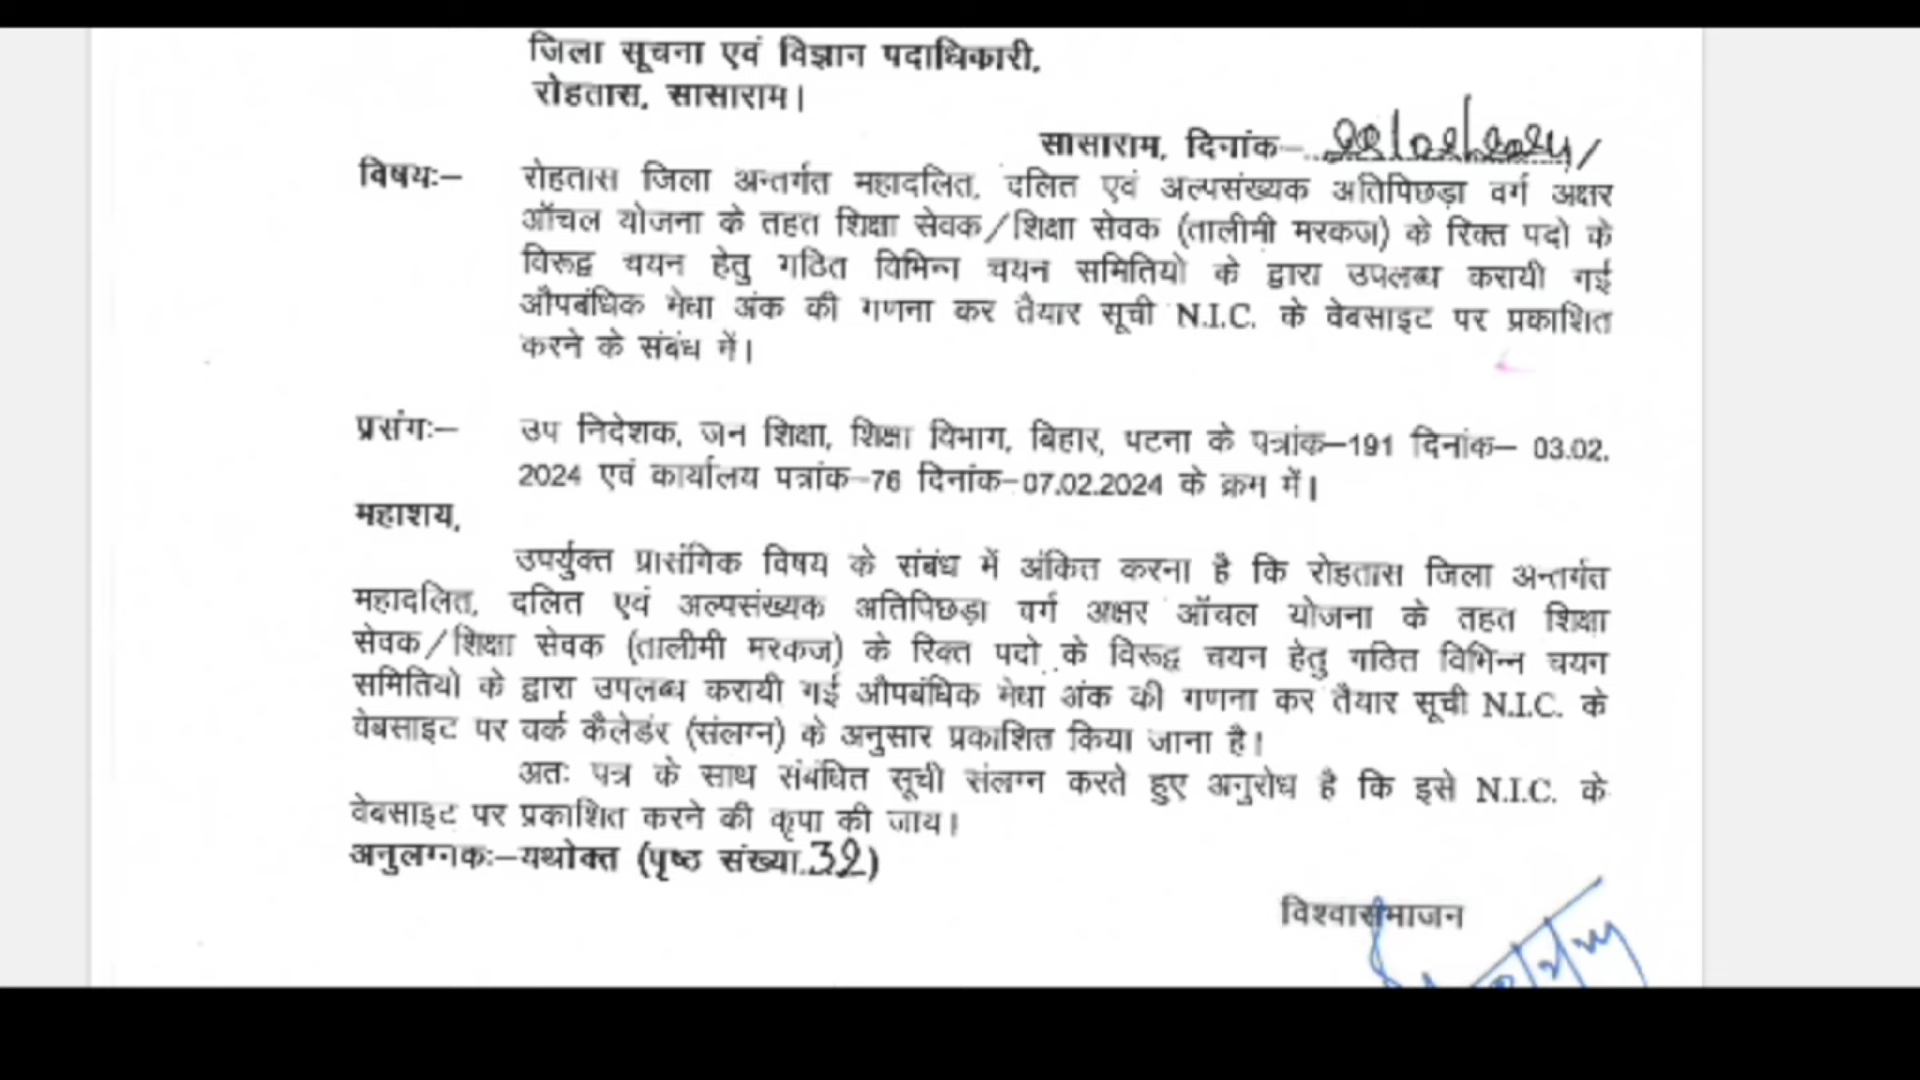 जिला सूचना एवं विज्ञान पदाधिकारी,
रोहतास, सासाराम।
सासाराम, दिनांक–
विषयः– रोहतास जिला अन्तर्गत महादलित, दलित एवं अल्पसंख्यक अतिपिछड़ा वर्ग अक्षर
ऑचल योजना के तहत शिक्षा सेवक/शिक्षा सेवक (तालीमी मरकज) के रिक्त पदो के
विरूद्व चयन हेतु गठित विभिन्न चयन समितियो के द्वारा उपलब्ध करायी गई
औपबंधिक मेधा अंक की गणना कर तैयार सूची N.I.C. के वेबसाइट पर प्रकाशित
करने के संबंध में।
प्रसंगः– उप निदेशक, जन शिक्षा, शिक्षा विभाग, बिहार, पटना के पत्रांक–191 दिनांक– 03.02.
2024 एवं कार्यालय पत्रांक–76 दिनांक–07.02.2024 के क्रम में।
महाशय,
उपर्युक्त प्रासंगिक विषय के संबंध में अंकित करना है कि रोहतास जिला अन्तर्गत
महादलित, दलित एवं अल्पसंख्यक अतिपिछड़ा वर्ग अक्षर ऑचल योजना के तहत शिक्षा
सेवक/शिक्षा सेवक (तालीमी मरकज) के रिक्त पदो के विरूद्व चयन हेतु गठित विभिन्न चयन
समितियो के द्वारा उपलब्ध करायी गई औपबंधिक मेधा अंक की गणना कर तैयार सूची N.I.C. के
वेबसाइट पर वर्क कैलेडंर (संलग्न) के अनुसार प्रकाशित किया जाना है।
अतः पत्र के साथ संबंधित सूची संलग्न करते हुए अनुरोध है कि इसे N.I.C. के
वेबसाइट पर प्रकाशित करने की कृपा की जाय।
अनुलग्नकः–यथोक्त (पृष्ठ संख्या 32)
विश्वासभाजन